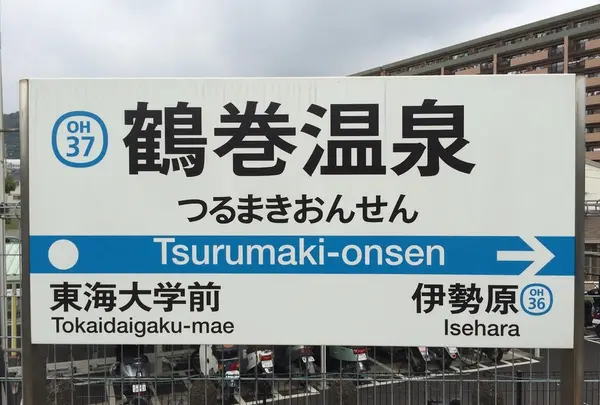 OH
37
鶴巻温泉
つるまきおんせん
Tsurumaki-onsen
東海大学前
Tokaidaigaku-mae
伊勢原
OH
36
Isehara